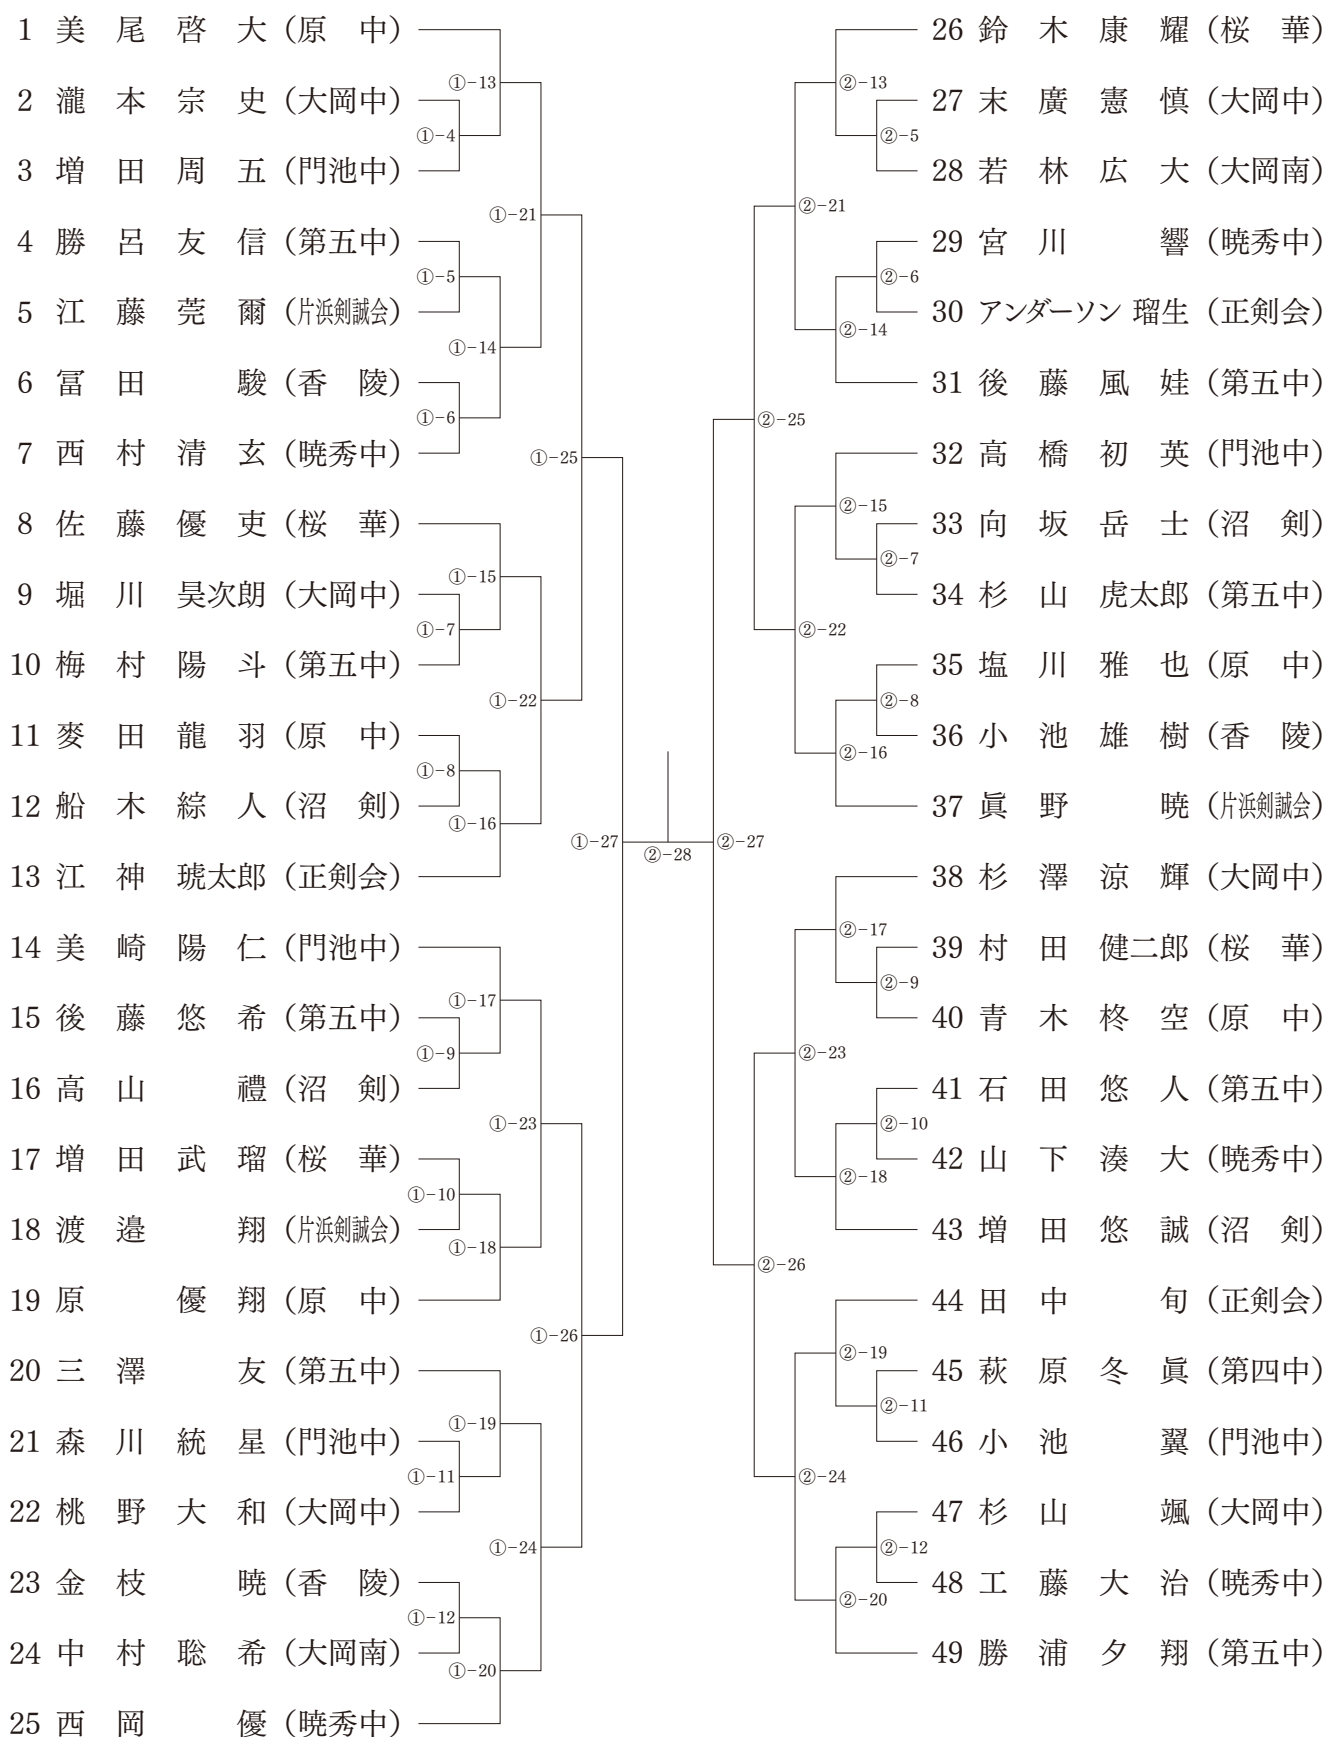 1 美尾啓大（原　中）
2 瀧本宗史（大岡中）
3 増田周五（門池中）
4 勝呂友信（第五中）
5 江藤莞爾（片浜剣誠会）
6 冨田　駿（香　陵）
7 西村清玄（暁秀中）
8 佐藤優吏（桜　華）
9 堀川昊次朗（大岡中）
10 梅村陽斗（第五中）
11 麥田龍羽（原　中）
12 船木綜人（沼　剣）
13 江神琥太郎（正剣会）
14 美崎陽仁（門池中）
15 後藤悠希（第五中）
16 高山　禮（沼　剣）
17 増田武瑠（桜　華）
18 渡邉　翔（片浜剣誠会）
19 原　優翔（原　中）
20 三澤　友（第五中）
21 森川統星（門池中）
22 桃野大和（大岡中）
23 金枝　暁（香　陵）
24 中村聡希（大岡南）
25 西岡　優（暁秀中）
①-4
①-5
①-6
①-7
①-8
①-9
①-10
①-11
①-12
①-13
①-14
①-15
①-16
①-17
①-18
①-19
①-20
①-21
①-22
①-23
①-24
①-25
①-26
①-27
②-28
②-27
②-25
②-26
②-21
②-22
②-23
②-24
②-13
②-14
②-15
②-16
②-17
②-18
②-19
②-20
②-5
②-6
②-7
②-8
②-9
②-10
②-11
②-12
26 鈴木康耀（桜　華）
27 末廣憲慎（大岡中）
28 若林広大（大岡南）
29 宮川　響（暁秀中）
30 アンダーソン瑠生（正剣会）
31 後藤風娃（第五中）
32 高橋初英（門池中）
33 向坂岳士（沼　剣）
34 杉山虎太郎（第五中）
35 塩川雅也（原　中）
36 小池雄樹（香　陵）
37 眞野　暁（片浜剣誠会）
38 杉澤涼輝（大岡中）
39 村田健二郎（桜　華）
40 青木柊空（原　中）
41 石田悠人（第五中）
42 山下湊大（暁秀中）
43 増田悠誠（沼　剣）
44 田中　旬（正剣会）
45 萩原冬眞（第四中）
46 小池　翼（門池中）
47 杉山　颯（大岡中）
48 工藤大治（暁秀中）
49 勝浦夕翔（第五中）